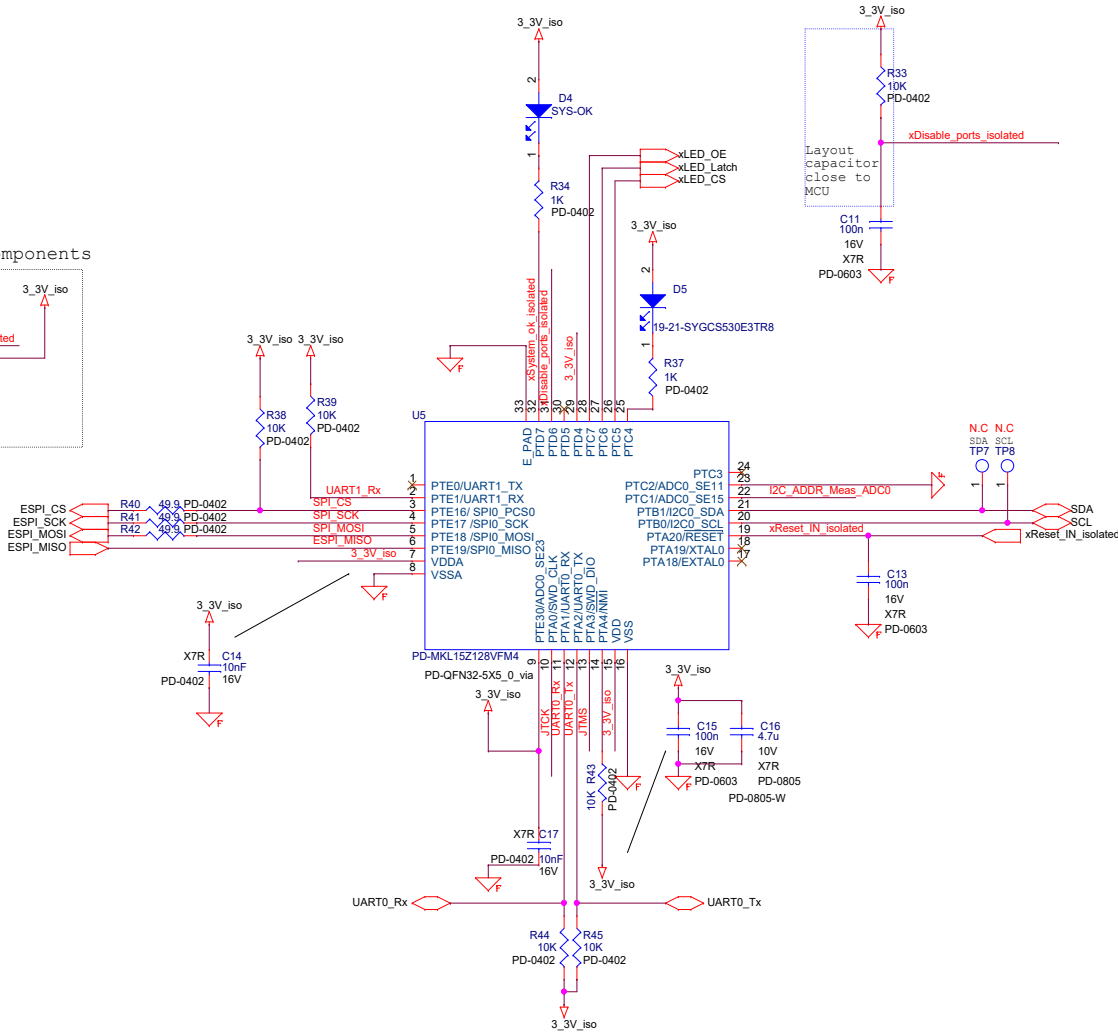 3_3V_iso
2
D4
SYS-OK
1
R34
1K
PD-0402
xLED_OE
xLED_Latch
xLED_CS
3_3V_iso
R33
10K
PD-0402
xDisable_ports_isolated
Layout
capacitor
close to
MCU
C11
100n
16V
X7R
PD-0603
F
mponents
3_3V_iso
ted
3_3V_iso
2
D5
19-21-SYGCS530E3TR8
1
R37
1K
PD-0402
xSystem_ok_isolated
xDisable_ports_isolated
3_3V_iso
F
3_3V_iso
3_3V_iso
R38
10K
PD-0402
R39
10K
PD-0402
U5
33
32
31
30
29
28
27
26
25
E_PAD
PTD7
PTD6
PTD5
PTD4
PTC7
PTC6
PTC5
PTC4
1 PTE0/UART1_TX
UART1_Rx 2 PTE1/UART1_RX
SPI_CS 3 PTE16/ SPI0_PCS0
SPI_SCK 4 PTE17 /SPI0_SCK
SPI_MOSI 5 PTE18 /SPI0_MOSI
ESPI_MISO 6 PTE19/SPI0_MISO
3_3V_iso 7 VDDA
8 VSSA
ESPI_CS
ESPI_SCK
ESPI_MOSI
ESPI_MISO
R40 49.9 PD-0402
R41 49.9 PD-0402
R42 49.9 PD-0402
F
PTC3 24
PTC2/ADC0_SE11 23
PTC1/ADC0_SE15 22 I2C_ADDR_Meas_ADC0
PTB1/I2C0_SDA 21
PTB0/I2C0_SCL 20
PTA20/RESET 19 xReset_IN_isolated
PTA19/XTAL0 18
PTA18/EXTAL0 17
F
N.C
SDA
TP7
1
N.C
SCL
TP8
1
SDA
SCL
xReset_IN_isolated
C13
100n
16V
X7R
PD-0603
F
PTE30/ADC0_SE23
PTA0/SWD_CLK
PTA1/UART0_RX
PTA2/UART0_TX
PTA3/SWD_DIO
PTA4/NMI
VDD
VSS
PD-MKL15Z128VFM4
PD-QFN32-5X5_0_via
9
10
11
12
13
14
15
16
JTCK
UART0_Rx
UART0_Tx
JTMS
3_3V_iso
3_3V_iso
X7R
C14
10nF
PD-0402
16V
F
3_3V_iso
3_3V_iso
C15
100n
16V
X7R
PD-0603
F
C16
4.7u
10V
X7R
PD-0805
PD-0805-W
F
R43
10K
PD-0402
3_3V_iso
X7R
C17
PD-0402
10nF
16V
F
UART0_Rx
UART0_Tx
R44
10K
PD-0402
R45
10K
PD-0402
3_3V_iso